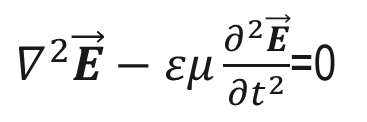 ∇²E⃗ − εμ ∂²E⃗/∂t² =0